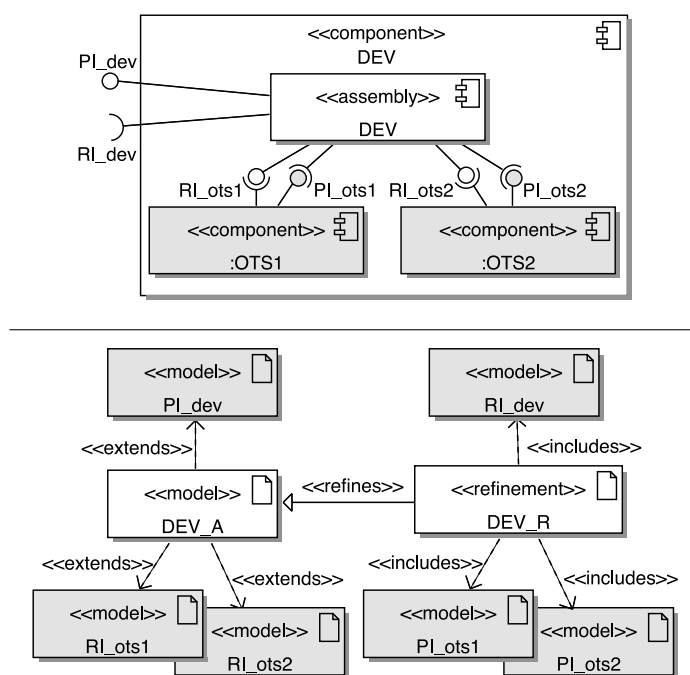 <<component>>
DEV
PI_dev
<<assembly>>
DEV
RI_dev
RI_ots1
PI_ots1
RI_ots2
PI_ots2
<<component>>
:OTS1
<<component>>
:OTS2
<<model>>
PI_dev
<<model>>
RI_dev
<<extends>>
<<includes>>
<<model>>
DEV_A
<<refines>>
<<refinement>>
DEV_R
<<extends>>
<<extends>>
<<includes>>
<<includes>>
<<model>>
RI_ots1
<<model>>
RI_ots2
<<model>>
PI_ots1
<<model>>
PI_ots2